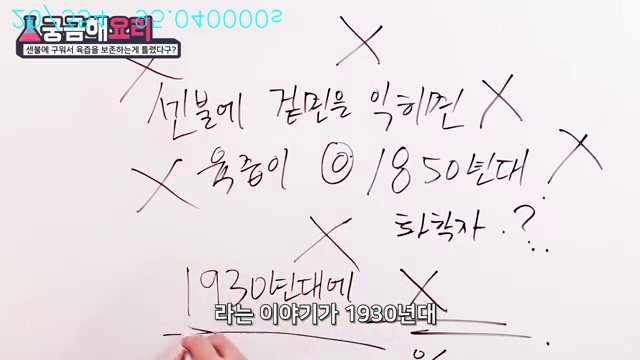 95.040000s
궁금해요리
센불에 구워서 육즙을 보존하는게 틀렸다구?
센불에 겉면을 익히면
육즙이 1850년대
화학자.?
1930년대에
라는 이야기가 1930년대
%